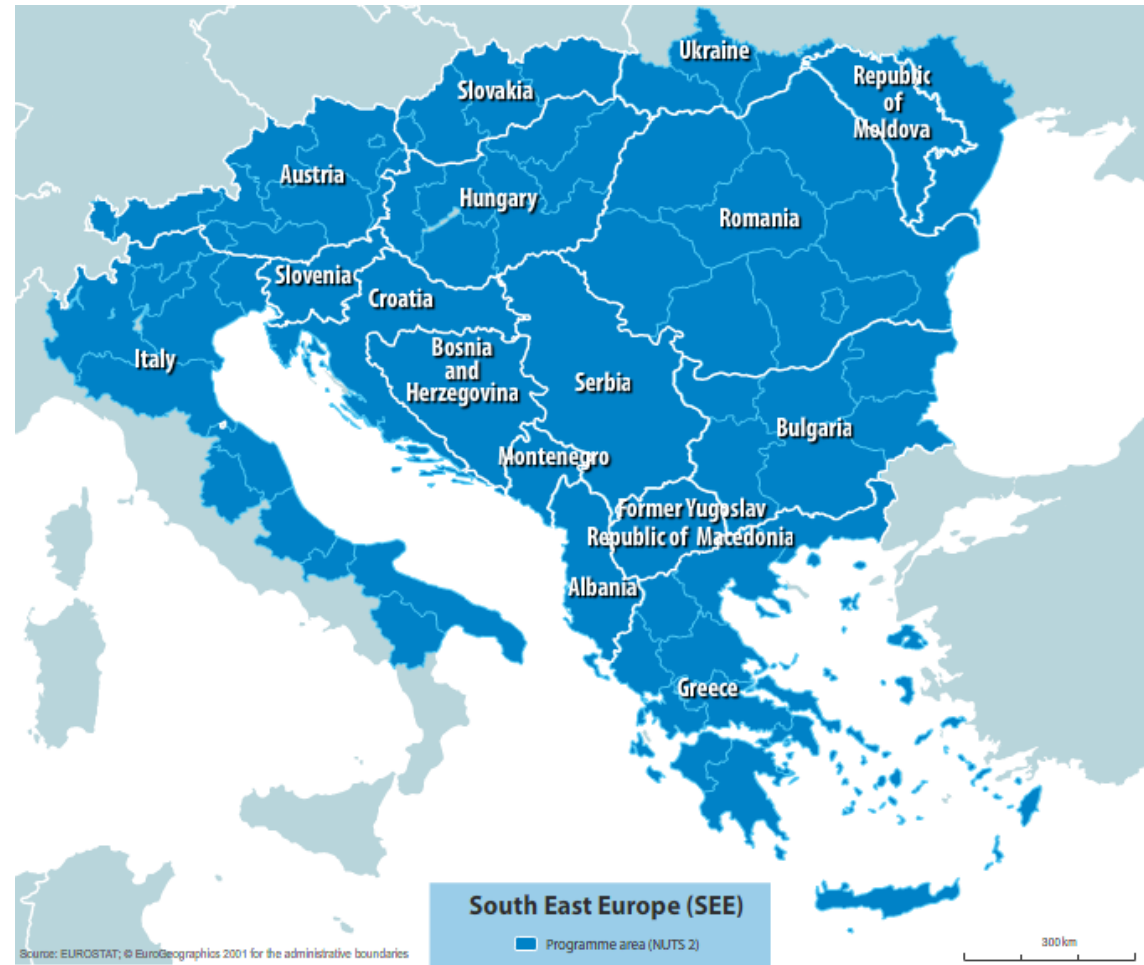 Ukraine
Republic
of
Moldova
Slovakia
Austria
Hungary
Romania
Slovenia
Croatia
Italy
Bosnia
and
Herzegovina
Serbia
Bulgaria
Montenegro
Former Yugoslav
Republic of Macedonia
Albania
Greece
South East Europe (SEE)
Programme area (NUTS 2)
300 km
Source: EUROSTAT; © EuroGeographics 2001 for the administrative boundaries